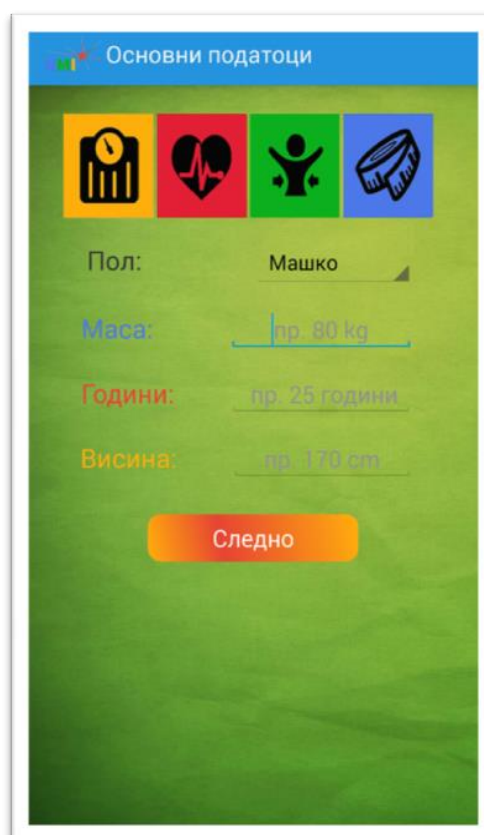 Основни податоци
Пол: Машко
Маса: пр. 80 kg
Години: пр. 25 години
Висина: пр. 170 cm
Следно